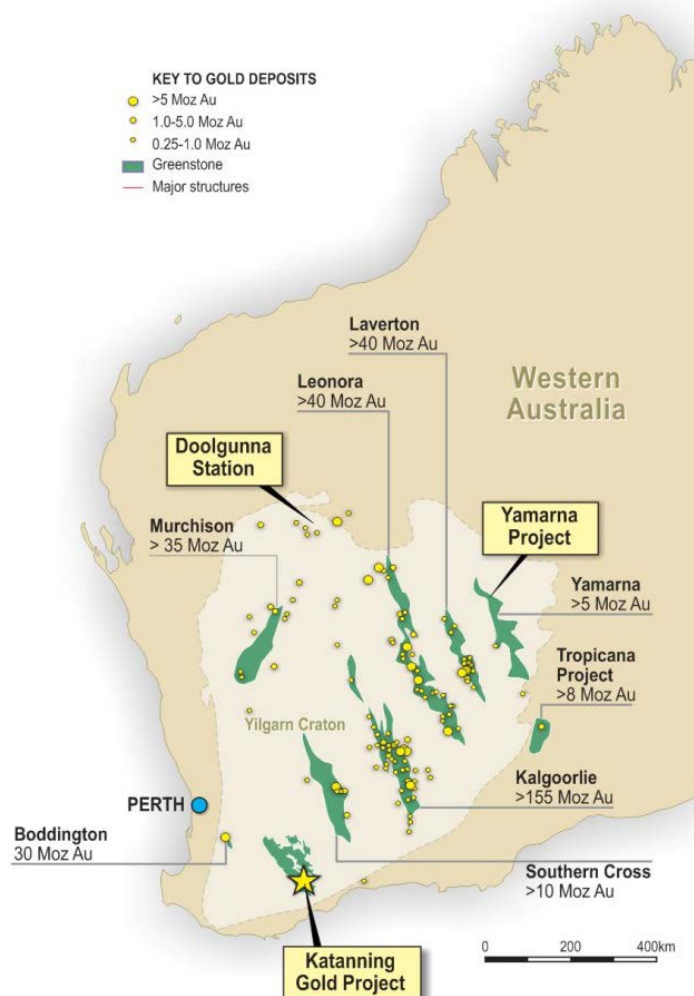 KEY TO GOLD DEPOSITS
>5 Moz Au
1.0-5.0 Moz Au
0.25-1.0 Moz Au
Greenstone
Major structures
Laverton
>40 Moz Au
Leonora
>40 Moz Au
Western
Australia
Doolgunna
Station
Murchison
> 35 Moz Au
Yamarna
Project
Yamarna
>5 Moz Au
Tropicana
Project
>8 Moz Au
Yilgarn Craton
Kalgoorlie
>155 Moz Au
PERTH
Boddington
30 Moz Au
Southern Cross
>10 Moz Au
Katanning
Gold Project
0 200 400km